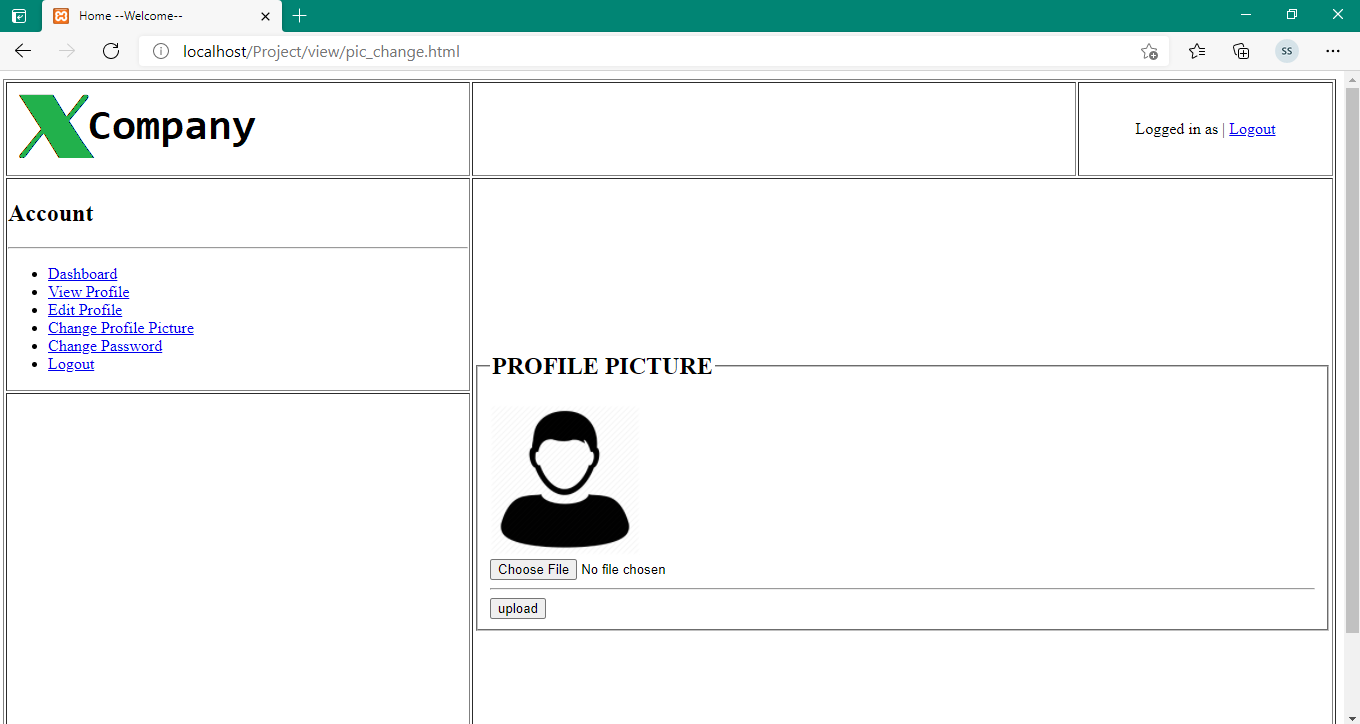 Home --Welcome--
localhost/Project/view/pic_change.html
SS
XCompany
Logged in as | Logout
Account
Dashboard
View Profile
Edit Profile
Change Profile Picture
Change Password
Logout
PROFILE PICTURE
Choose File No file chosen
upload